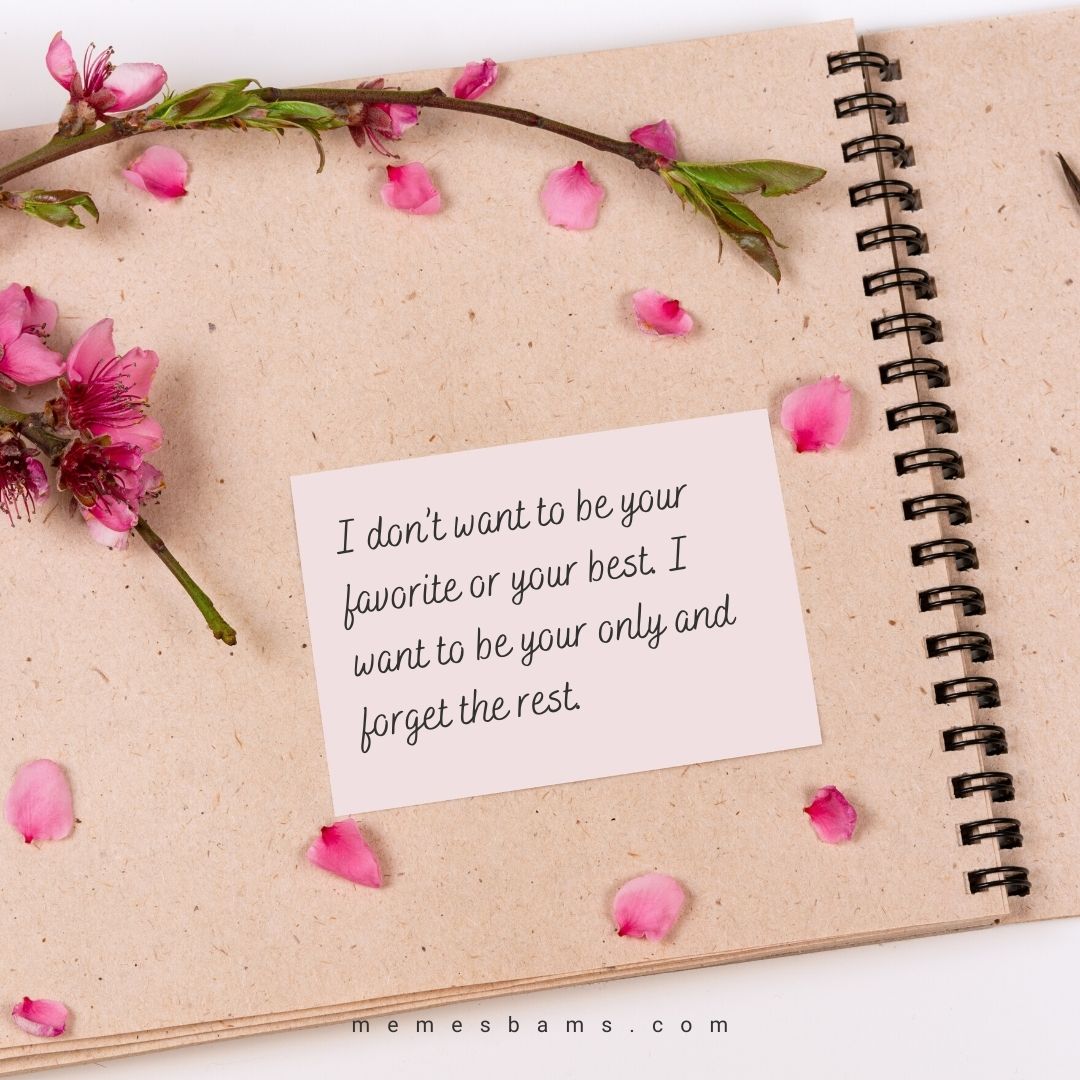 I don't want to be your
favorite or your best. I
want to be your only and
forget the rest.
memesbams.com